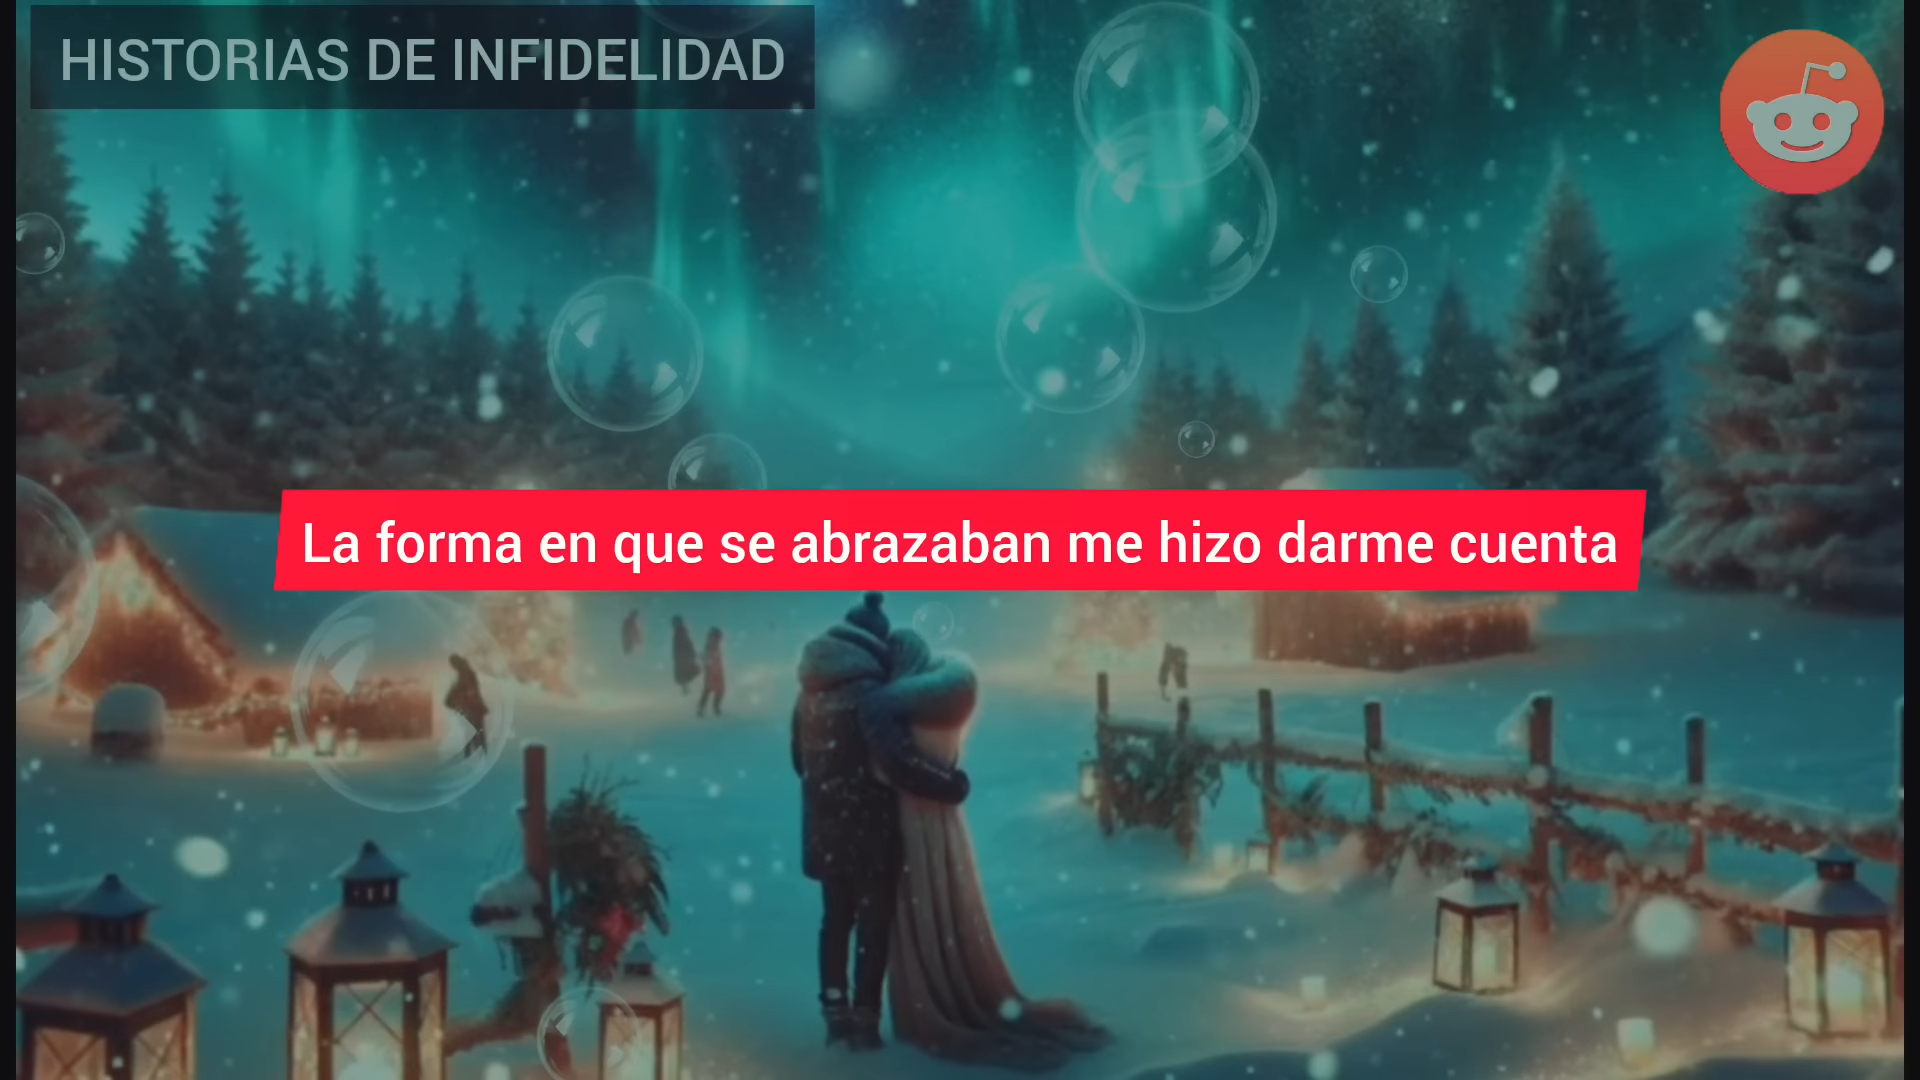 HISTORIAS DE INFIDELIDAD
La forma en que se abrazaban me hizo darme cuenta